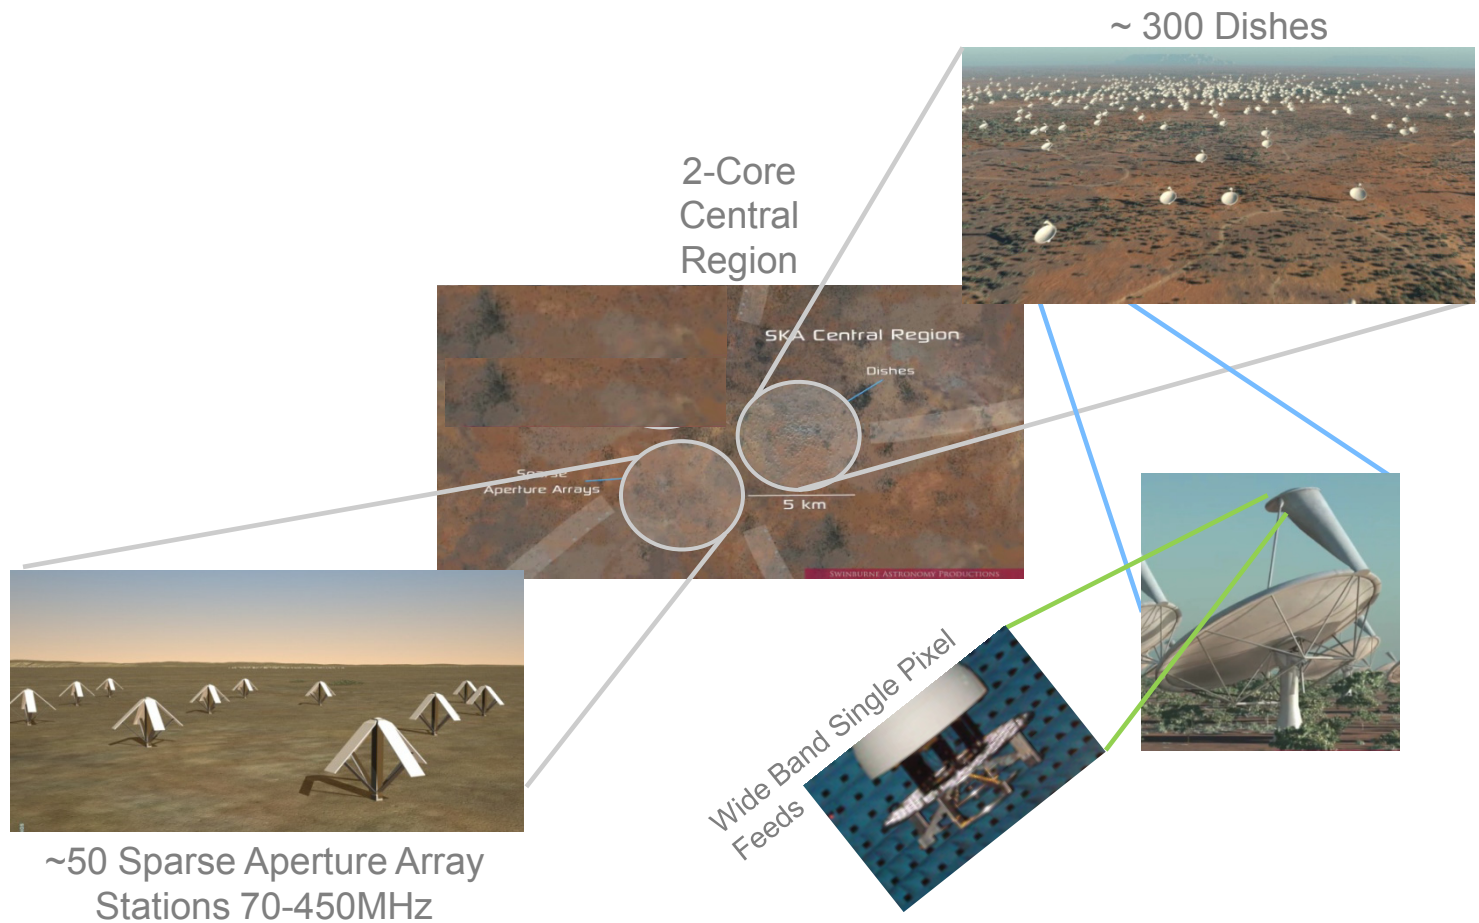 ~ 300 Dishes
2-Core
Central
Region
SKA Central Region
Dishes
Sparse
Aperture Arrays
5 km
SWINBURNE ASTRONOMY PRODUCTIONS
Wide Band Single Pixel
Feeds
~50 Sparse Aperture Array
Stations 70-450MHz